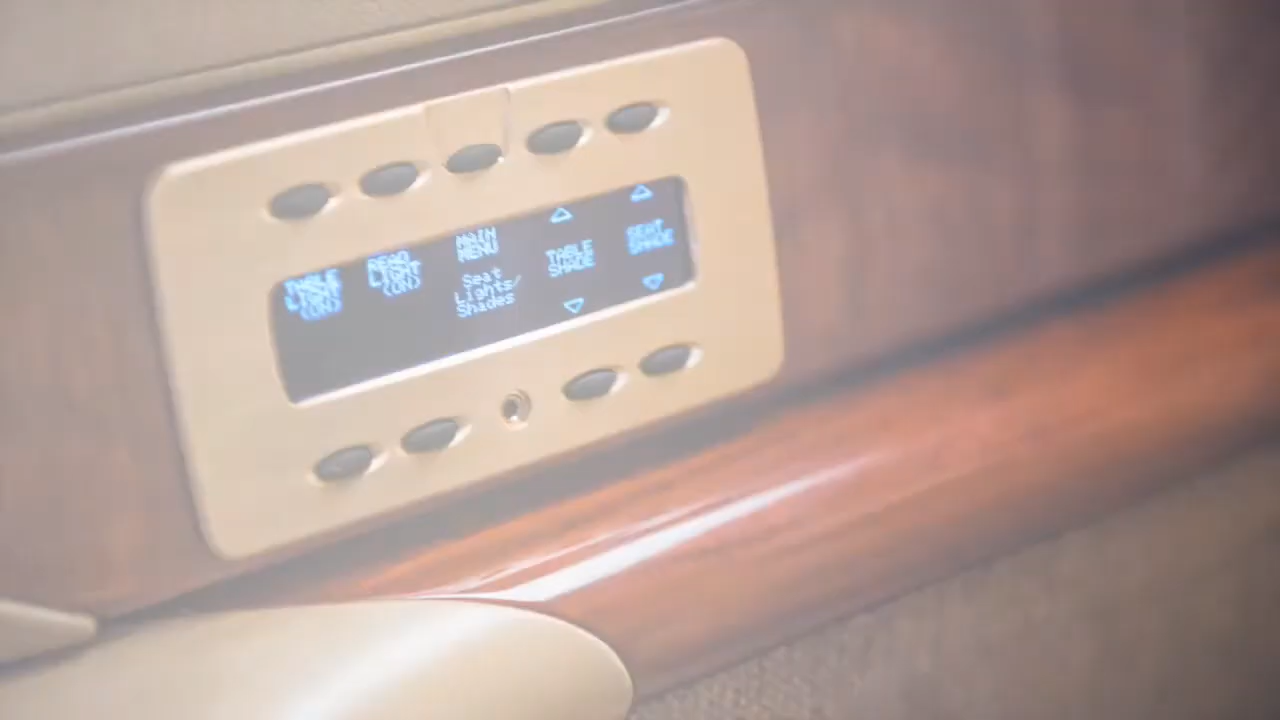 TABLE
LIGHT
(ON)
READ
LIGHT
(ON)
MAIN
MENU
Seat
Lights/
Shades
TABLE
SHADE
SEAT
SHADE